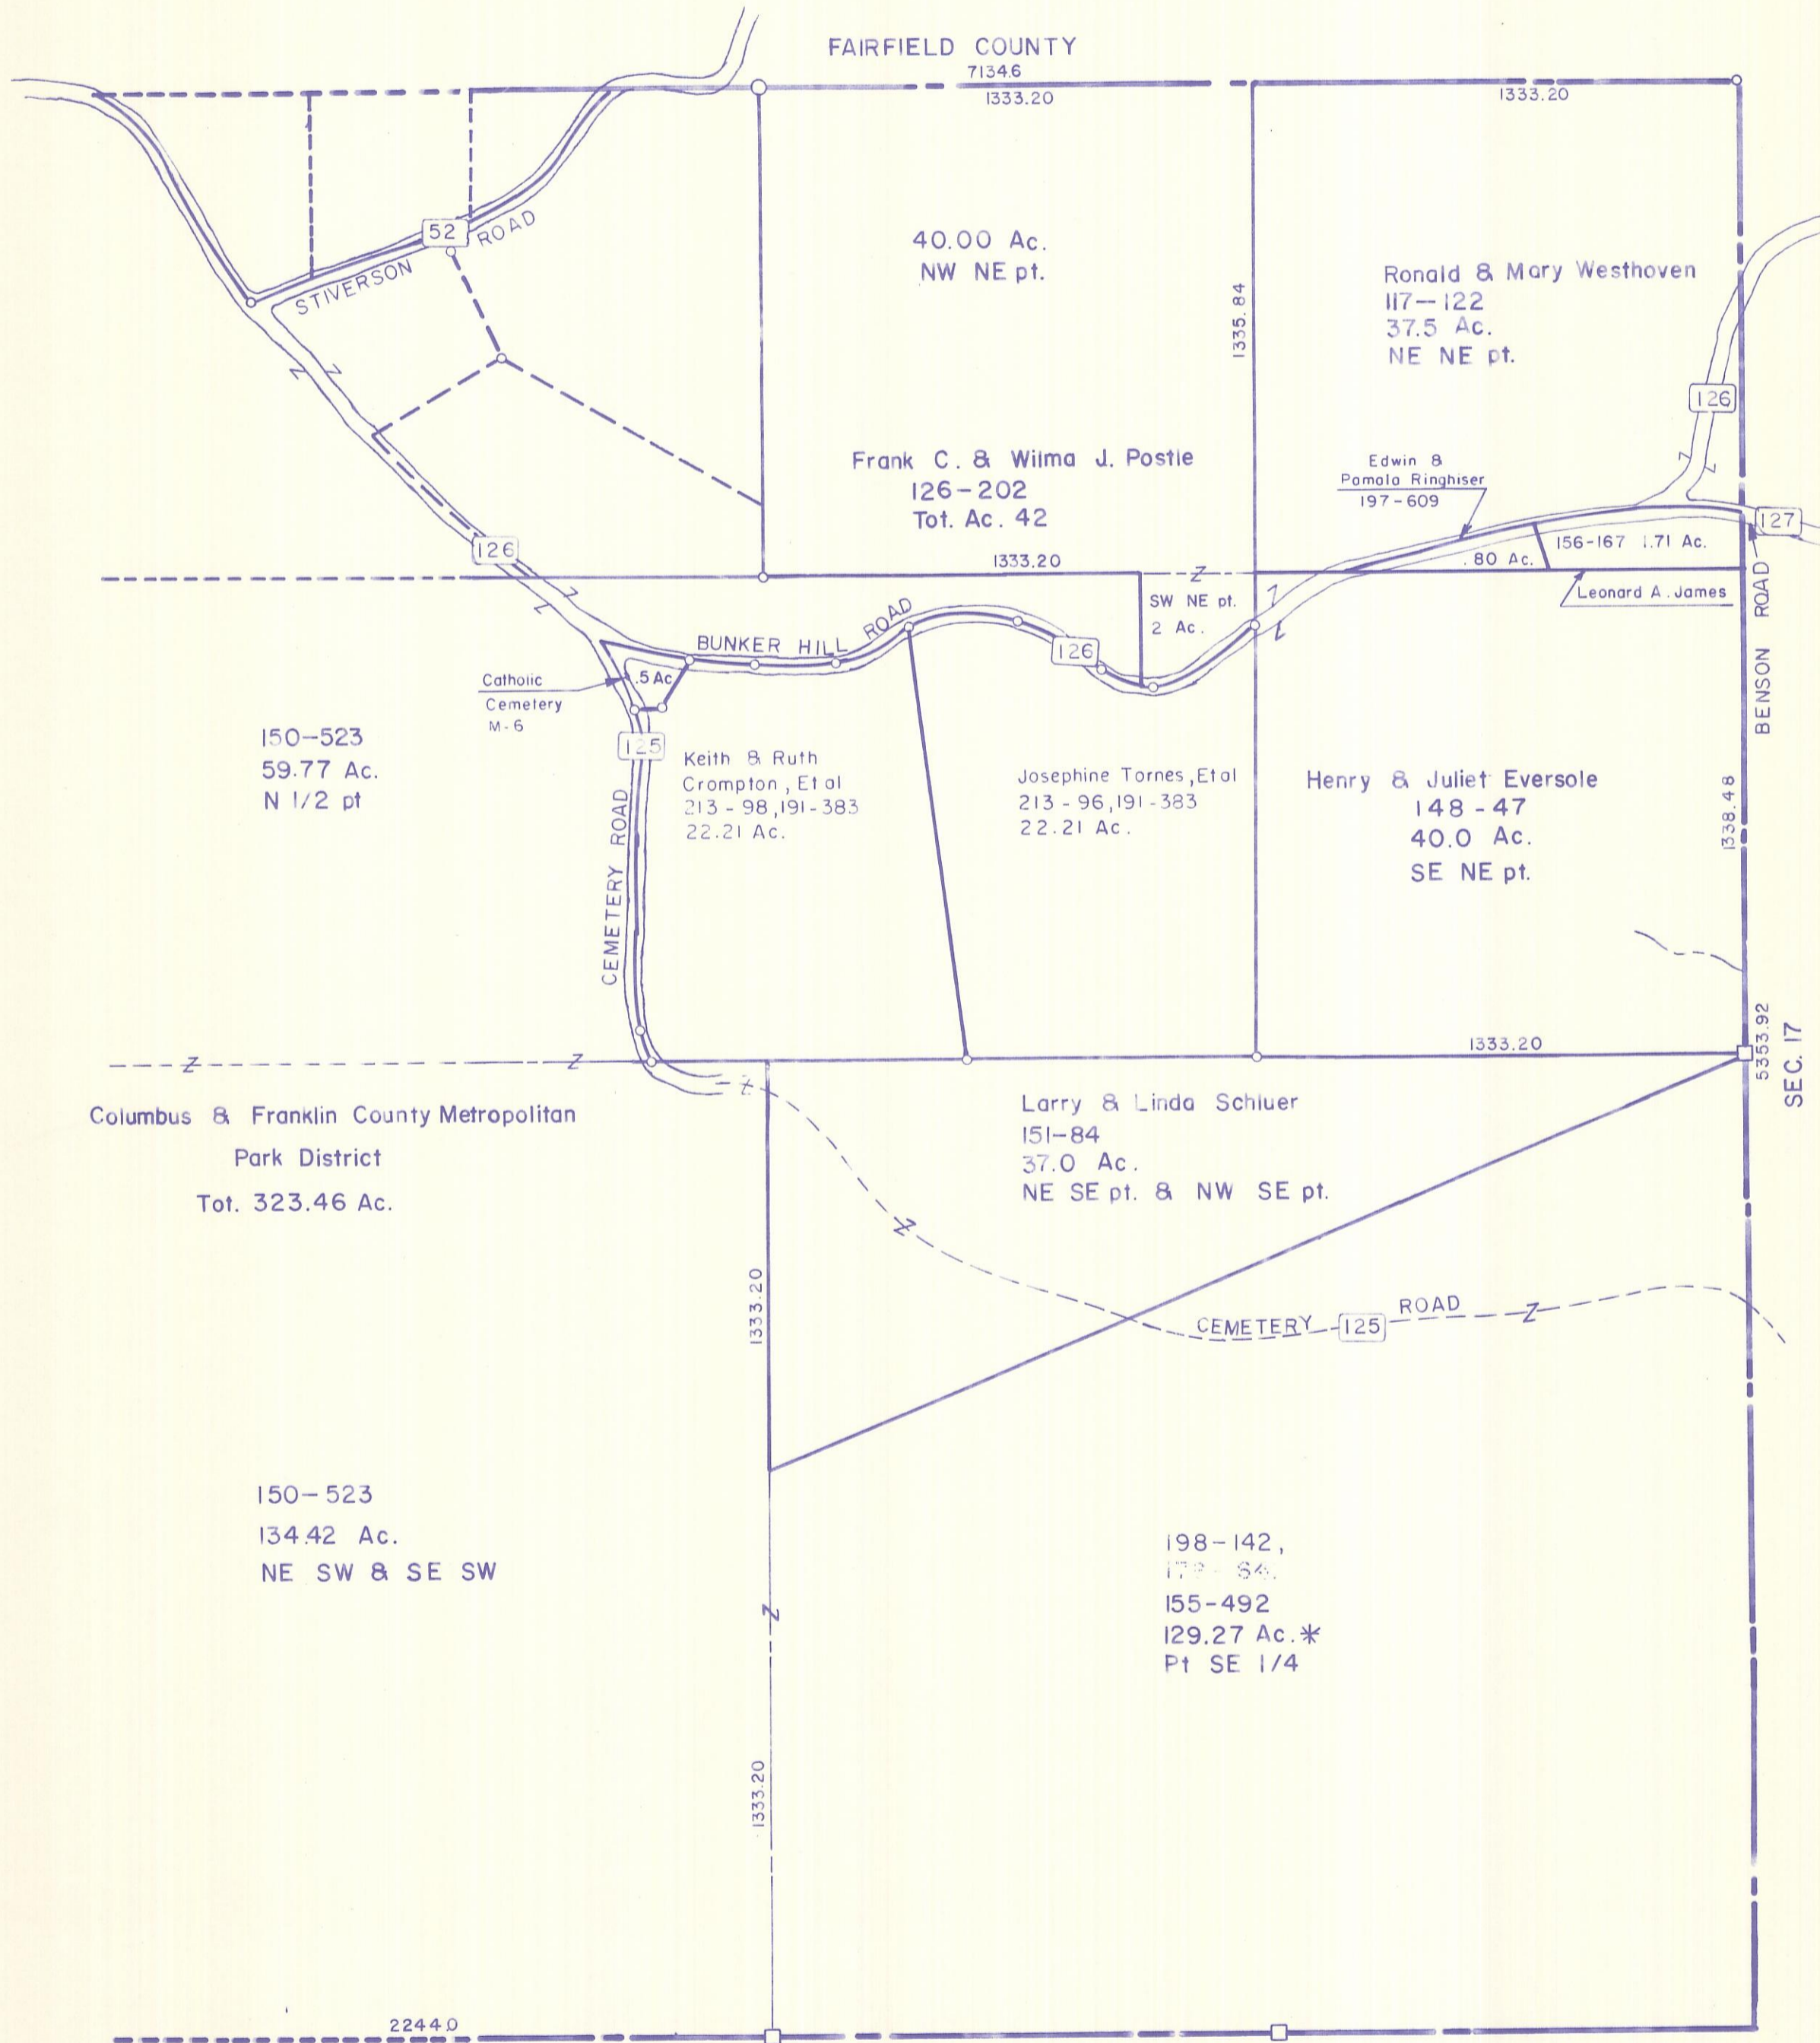 FAIRFIELD COUNTY
7134.6
1333.20
1333.20
52
STIVERSON ROAD
40.00 Ac.
NW NE pt.
1335.84
Ronald & Mary Westhoven
117-122
37.5 Ac.
NE NE pt.
126
Frank C. & Wilma J. Postle
126-202
Tot. Ac. 42
Edwin &
Pamala Ringhiser
197-609
127
156-167 1.71 Ac.
.80 Ac.
Leonard A. James
126
1333.20
SW NE pt.
2 Ac.
BUNKER HILL ROAD
126
BENSON ROAD
Catholic
Cemetery
M-6
.5 Ac
125
150-523
59.77 Ac.
N 1/2 pt
CEMETERY ROAD
Keith & Ruth
Crompton, Et al
213-98,191-383
22.21 Ac.
Josephine Tornes, Et al
213-96,191-383
22.21 Ac.
Henry & Juliet Eversole
148-47
40.0 Ac.
SE NE pt.
1338.48
1333.20
5353.92
SEC. 17
Columbus & Franklin County Metropolitan
Park District
Tot. 323.46 Ac.
Larry & Linda Schluer
151-84
37.0 Ac.
NE SE pt. & NW SE pt.
1333.20
CEMETERY 125 ROAD
150-523
134.42 Ac.
NE SW & SE SW
198-142,
155-492
129.27 Ac.*
Pt SE 1/4
1333.20
2244.0